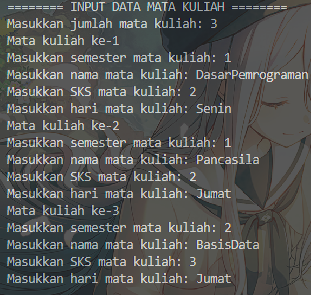 ======== INPUT DATA MATA KULIAH ========
Masukkan jumlah mata kuliah: 3
Mata kuliah ke-1
Masukkan semester mata kuliah: 1
Masukkan nama mata kuliah: DasarPemrograman
Masukkan SKS mata kuliah: 2
Masukkan hari mata kuliah: Senin
Mata kuliah ke-2
Masukkan semester mata kuliah: 1
Masukkan nama mata kuliah: Pancasila
Masukkan SKS mata kuliah: 2
Masukkan hari mata kuliah: Jumat
Mata kuliah ke-3
Masukkan semester mata kuliah: 2
Masukkan nama mata kuliah: BasisData
Masukkan SKS mata kuliah: 3
Masukkan hari mata kuliah: Jumat